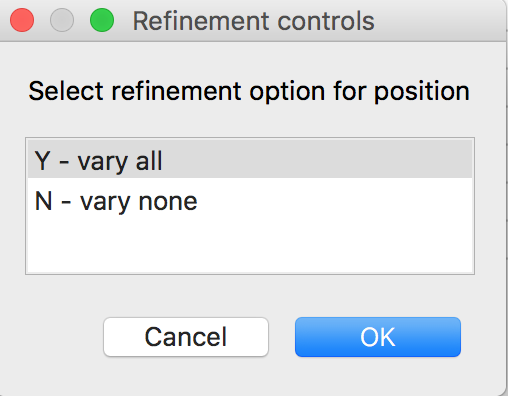 Refinement controls
Select refinement option for position
Y - vary all
N - vary none
Cancel
OK